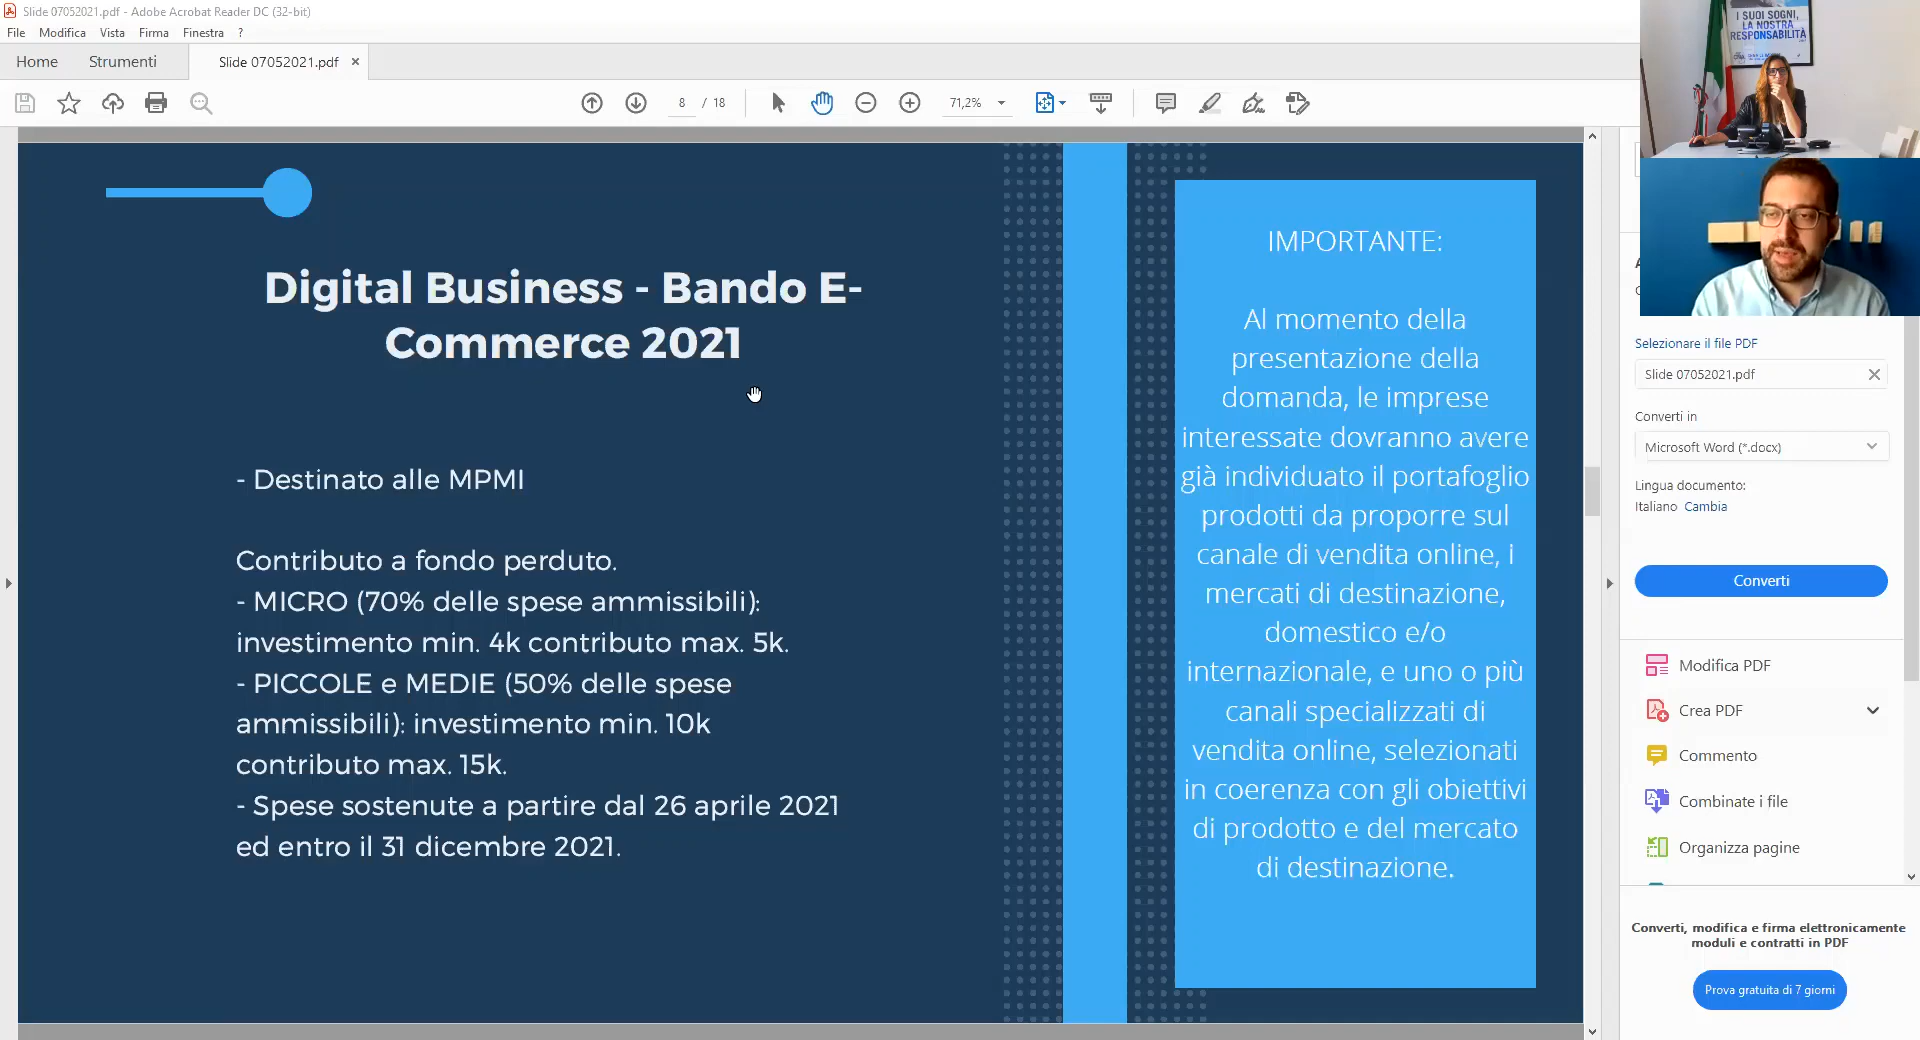 Slide 07052021.pdf - Adobe Acrobat Reader DC (32-bit)
File Modifica Vista Firma Finestra ?
Home Strumenti Slide 07052021.pdf ×
8 / 18 71,2%
Digital Business - Bando E-
Commerce 2021
- Destinato alle MPMI
Contributo a fondo perduto.
- MICRO (70% delle spese ammissibili):
investimento min. 4k contributo max. 5k.
- PICCOLE e MEDIE (50% delle spese
ammissibili): investimento min. 10k
contributo max. 15k.
- Spese sostenute a partire dal 26 aprile 2021
ed entro il 31 dicembre 2021.
IMPORTANTE:
Al momento della
presentazione della
domanda, le imprese
interessate dovranno avere
già individuato il portafoglio
prodotti da proporre sul
canale di vendita online, i
mercati di destinazione,
domestico e/o
internazionale, e uno o più
canali specializzati di
vendita online, selezionati
in coerenza con gli obiettivi
di prodotto e del mercato
di destinazione.
I SUOI SOGNI,
LA NOSTRA
RESPONSABILITÀ
Selezionare il file PDF
Slide 07052021.pdf
Converti in
Microsoft Word (*.docx)
Lingua documento:
Italiano Cambia
Converti
Modifica PDF
Crea PDF
Commento
Combinate i file
Organizza pagine
Converti, modifica e firma elettronicamente
moduli e contratti in PDF
Prova gratuita di 7 giorni